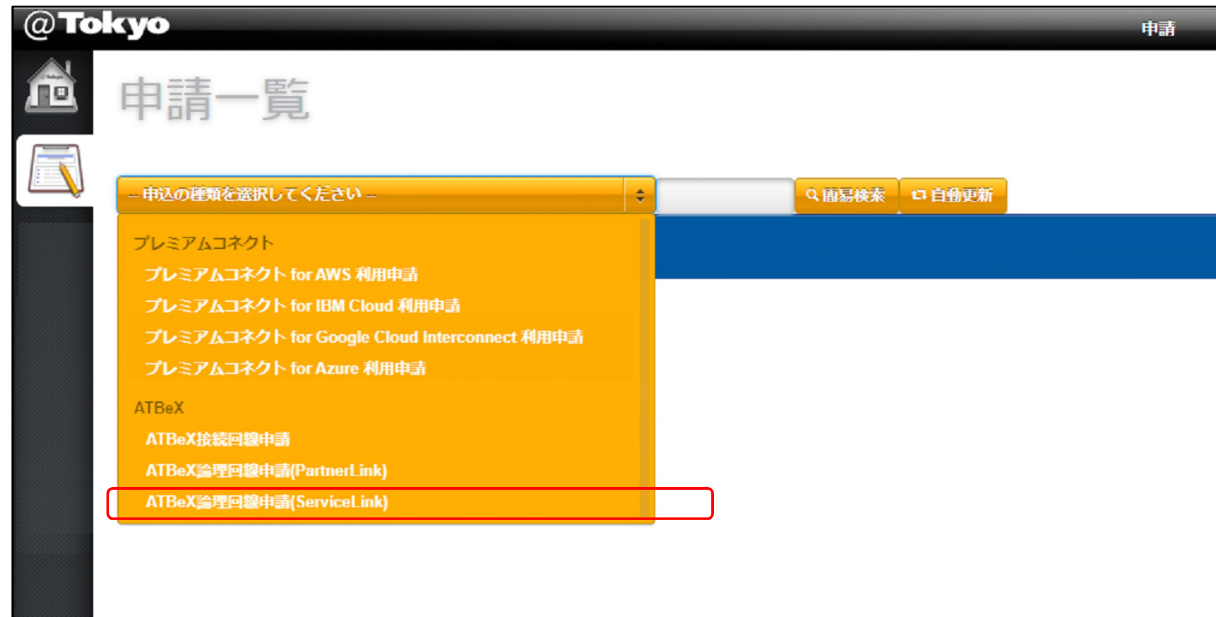 @Tokyo
申請
申請一覧
-- 申込の種類を選択してください --
簡易検索
自動更新
プレミアムコネクト
プレミアムコネクト for AWS 利用申請
プレミアムコネクト for IBM Cloud 利用申請
プレミアムコネクト for Google Cloud Interconnect 利用申請
プレミアムコネクト for Azure 利用申請
ATBeX
ATBeX接続回線申請
ATBeX論理回線申請(PartnerLink)
ATBeX論理回線申請(ServiceLink)